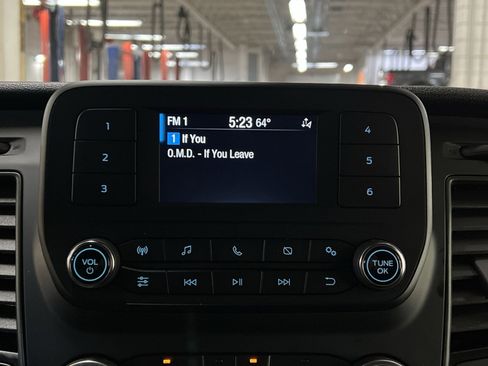 FM 1 5:23 64°
1 If You
O.M.D. - If You Leave
1 4
2 5
3 6
VOL TUNE OK